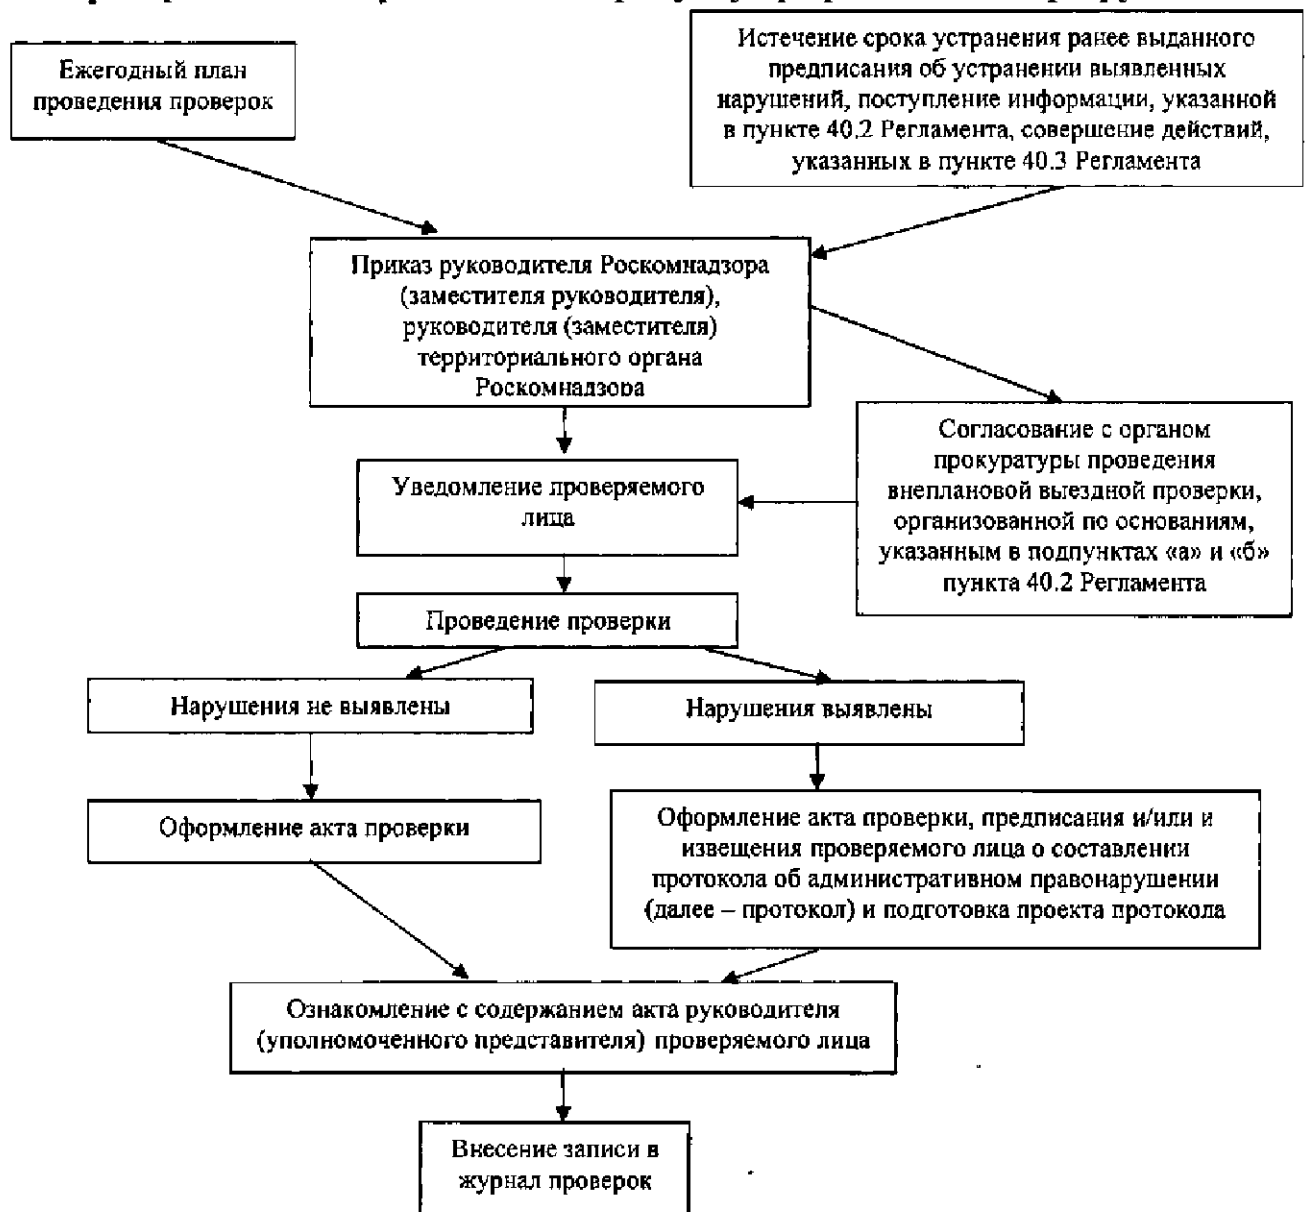 Ежегодный план
проведения проверок
Истечение срока устранения ранее выданного
предписания об устранении выявленных
нарушений, поступление информации, указанной
в пункте 40.2 Регламента, совершение действий,
указанных в пункте 40.3 Регламента
Приказ руководителя Роскомнадзора
(заместителя руководителя),
руководителя (заместителя)
территориального органа
Роскомнадзора
Согласование с органом
прокуратуры проведения
внеплановой выездной проверки,
организованной по основаниям,
указанным в подпунктах «а» и «б»
пункта 40.2 Регламента
Уведомление проверяемого
лица
Проведение проверки
Нарушения не выявлены
Нарушения выявлены
Оформление акта проверки
Оформление акта проверки, предписания и/или и
извещения проверяемого лица о составлении
протокола об административном правонарушении
(далее – протокол) и подготовка проекта протокола
Ознакомление с содержанием акта руководителя
(уполномоченного представителя) проверяемого лица
Внесение записи в
журнал проверок